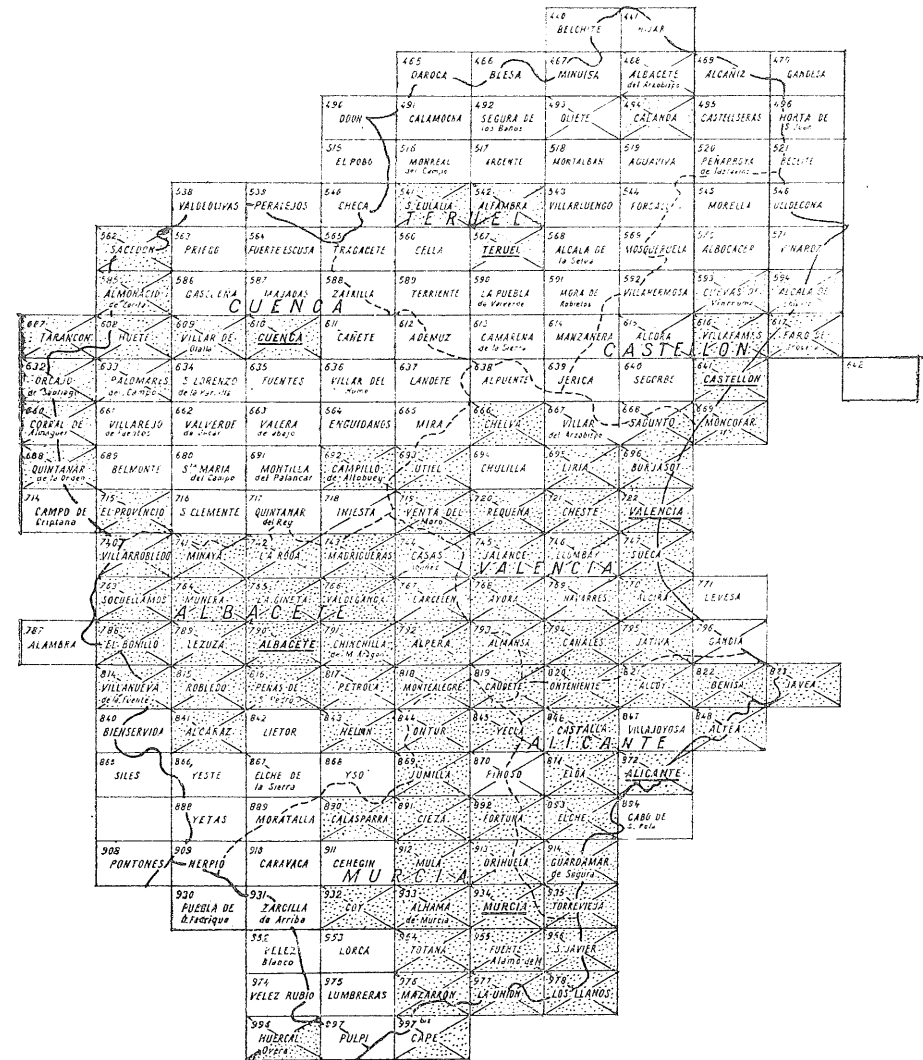 440 441
BELCHITE HIJAR
465 466 467 468 469 470
DAROCA BLESA MINUISA ALBACETE ALCAÑIZ GANDESA
del Arzobispo
490 491 492 493 494 495 496
ODON CALAMOCHA SEGURA DE OLIETE CALANDA CASTELLSERAS HORTA DE
los Baños S. Juan
515 516 517 518 519 520 521
EL POBO MONREAL ARGENTE MONTALBAN AGUAVIVA PEÑARROYA BECEITE
del Campo de Tastavins
538 539 540 541 542 543 544 545 546
VALDEOLIVAS PERALEJOS CHECA S. EULALIA ALFAMBRA VILLARLUENGO FORCALL MORELLA ULLDECONA
TERUEL
562 563 564 565 566 567 568 569 570 571
SACEDON PRIEGO FUERTESCUSA TRAGACETE CELLA TERUEL ALCALA DE MOSQUERUELA ALBOCACER VINAROZ
la Selva
585 586 587 588 589 590 591 592 593 594
ALMONACID GASCUEÑA MAJADAS ZAFRILLA TERRIENTE LA PUEBLA MORA DE VILLAHERMOSA CUEVAS DE ALCALA DE
de Zorita de Valverde Rubielos Vinroma
CUENCA
607 608 609 610 611 612 613 614 615 616 617
TARANCON HUETE VILLAR DE CUENCA CAÑETE ADEMUZ CAMARENA MANZANERA ALCORA VILLAFAMES FARO DE
Olalla de la Sierra
CASTELLON
632 633 634 635 636 637 638 639 640 641 642
ORCAJO PALOMARES S. LORENZO FUENTES VILLAR DEL LANDETE ALPUENTE JERICA SEGORBE CASTELLON
de Santiago del Campo de la Parrilla Humo
660 661 662 663 664 665 666 667 668 669
CORRAL DE VILLAREJO VALVERDE VALERA ENGUIDANOS MIRA CHELVA VILLAR SAGUNTO MONCOFAR
Almaguer de Fuentes de Jucar de abajo del Arzobispo
688 689 680 691 692 693 694 695 696
QUINTANAR BELMONTE Sta MARIA MONTILLA CAMPILLO UTIEL CHULILLA LIRIA BURJASOT
de la Orden del Campo del Palancar de Altobuey
714 715 716 717 718 719 720 721 722
CAMPO DE EL PROVENCIO S CLEMENTE QUINTANAR INIESTA VENTA DEL REQUEÑA CHESTE VALENCIA
Criptana del Rey Moro
740 741 742 743 744 745 746 747
VILLARROBLEDO MINAYA LA RODA MADRIGUERAS CASAS JALANCE LLOMBAY SUECA
Ibañez
VALENCIA
763 764 765 766 767 768 769 770 771
SOCUELLAMOS MUNERA LA GINETA VALDEGANGA CARCELEN AYORA NAVARRES ALCIRA LEVESA
ALBACETE
787 788 789 790 791 792 793 794 795 796
ALAMBRA EL BONILLO LEZUZA ALBACETE CHINCHILLA ALPERA ALMANSA CANALES JATIVA GANDIA
del M. Arago
814 815 816 817 818 819 820 821 822 823
VILLANUEVA ROBLEDO PEÑAS DE PETROLA MONTEALEGRE CAUDETE ONTENIENTE ALCOY BENISA JAVEA
de la Fuente S. Pedro
840 841 842 843 844 845 846 847 848
BIENSERVIDA ALCARAZ LIETOR HELLIN ONTUR YECLA CASTALLA VILLAJOYOSA ALTEA
ALICANTE
865 866 867 868 869 870 871 972
SILES YESTE ELCHE DE YSO JUMILLA PINOSO ELDA ALICANTE
la Sierra
888 889 890 891 892 893 894
YETAS MORATALLA CALASPARRA CIEZA FORTUNA ELCHE CABO DE
S. Pola
908 909 910 911 912 913 914
PONTONES NERPIO CARAVACA CEHEGIN MULA ORIHUELA GUARDAMAR
de Segura
MURCIA
930 931 932 933 934 935
PUEBLA DE ZARCILLA COY ALHAMA MURCIA TORREVIEJA
D. Fadrique de Arriba de Murcia
952 953 954 955 956
VELEZ LORCA TOTANA FUENTE S. JAVIER
Blanco Alamo de M
974 975 976 977 978
VELEZ RUBIO LUMBRERAS MAZARRON LA UNION LOS LLANOS
996 997 997 bis
HUERCAL PULPI CAPE
Overa